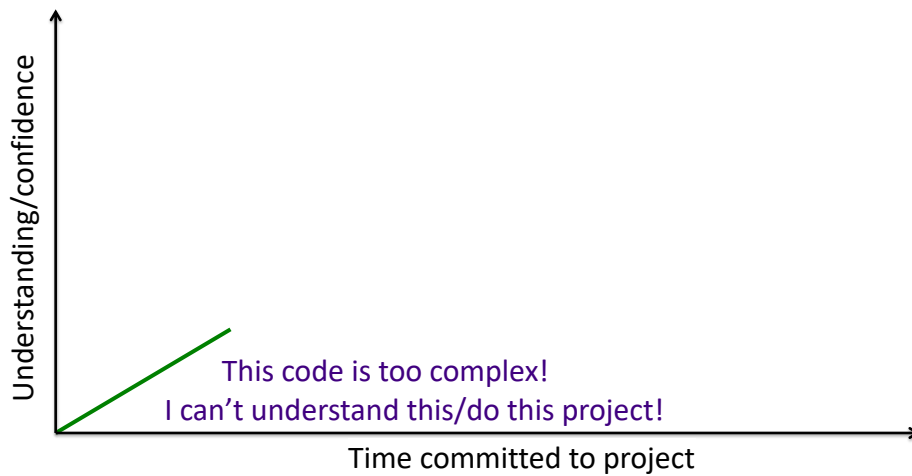 Understanding/confidence
This code is too complex!
I can’t understand this/do this project!
Time committed to project